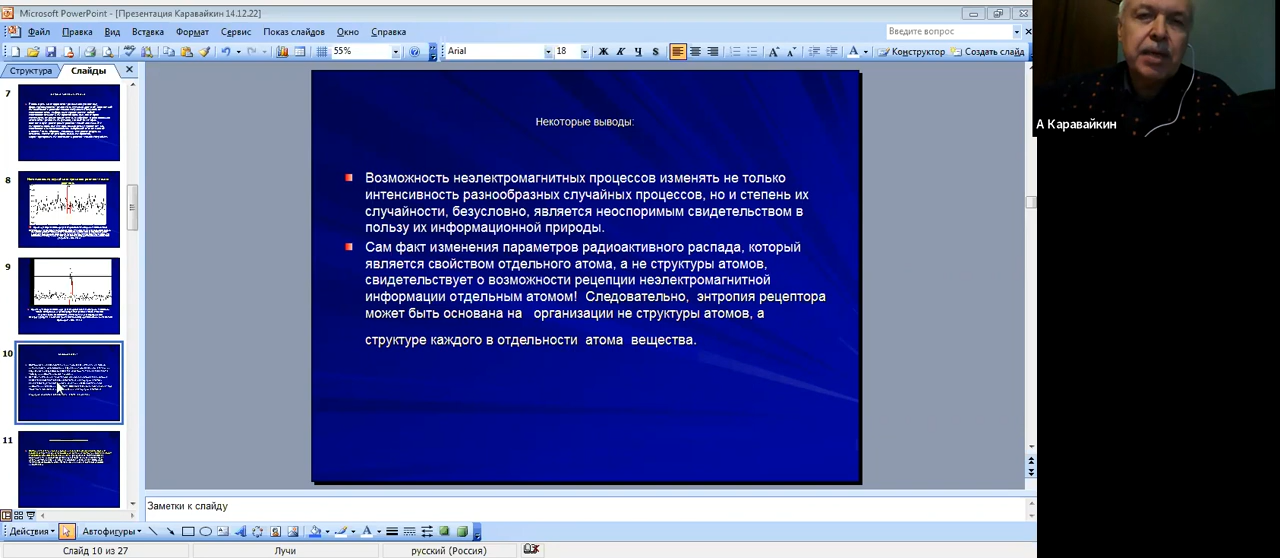 Microsoft PowerPoint - [Презентация Каравайкин 14.12.22]
Файл Правка Вид Вставка Формат Сервис Показ слайдов Окно Справка
Введите вопрос
55% Arial 18 Ж К Ч S Конструктор Создать слайд
Структура Слайды
7
8
9
10
11
Некоторые выводы:
Возможность неэлектромагнитных процессов изменять не только
интенсивность разнообразных случайных процессов, но и степень их
случайности, безусловно, является неоспоримым свидетельством в
пользу их информационной природы.
Сам факт изменения параметров радиоактивного распада, который
является свойством отдельного атома, а не структуры атомов,
свидетельствует о возможности рецепции неэлектромагнитной
информации отдельным атомом! Следовательно, энтропия рецептора
может быть основана на организации не структуры атомов, а
структуре каждого в отдельности атома вещества.
А Каравайкин
Заметки к слайду
Действия Автофигуры
Слайд 10 из 27 Лучи русский (Россия)